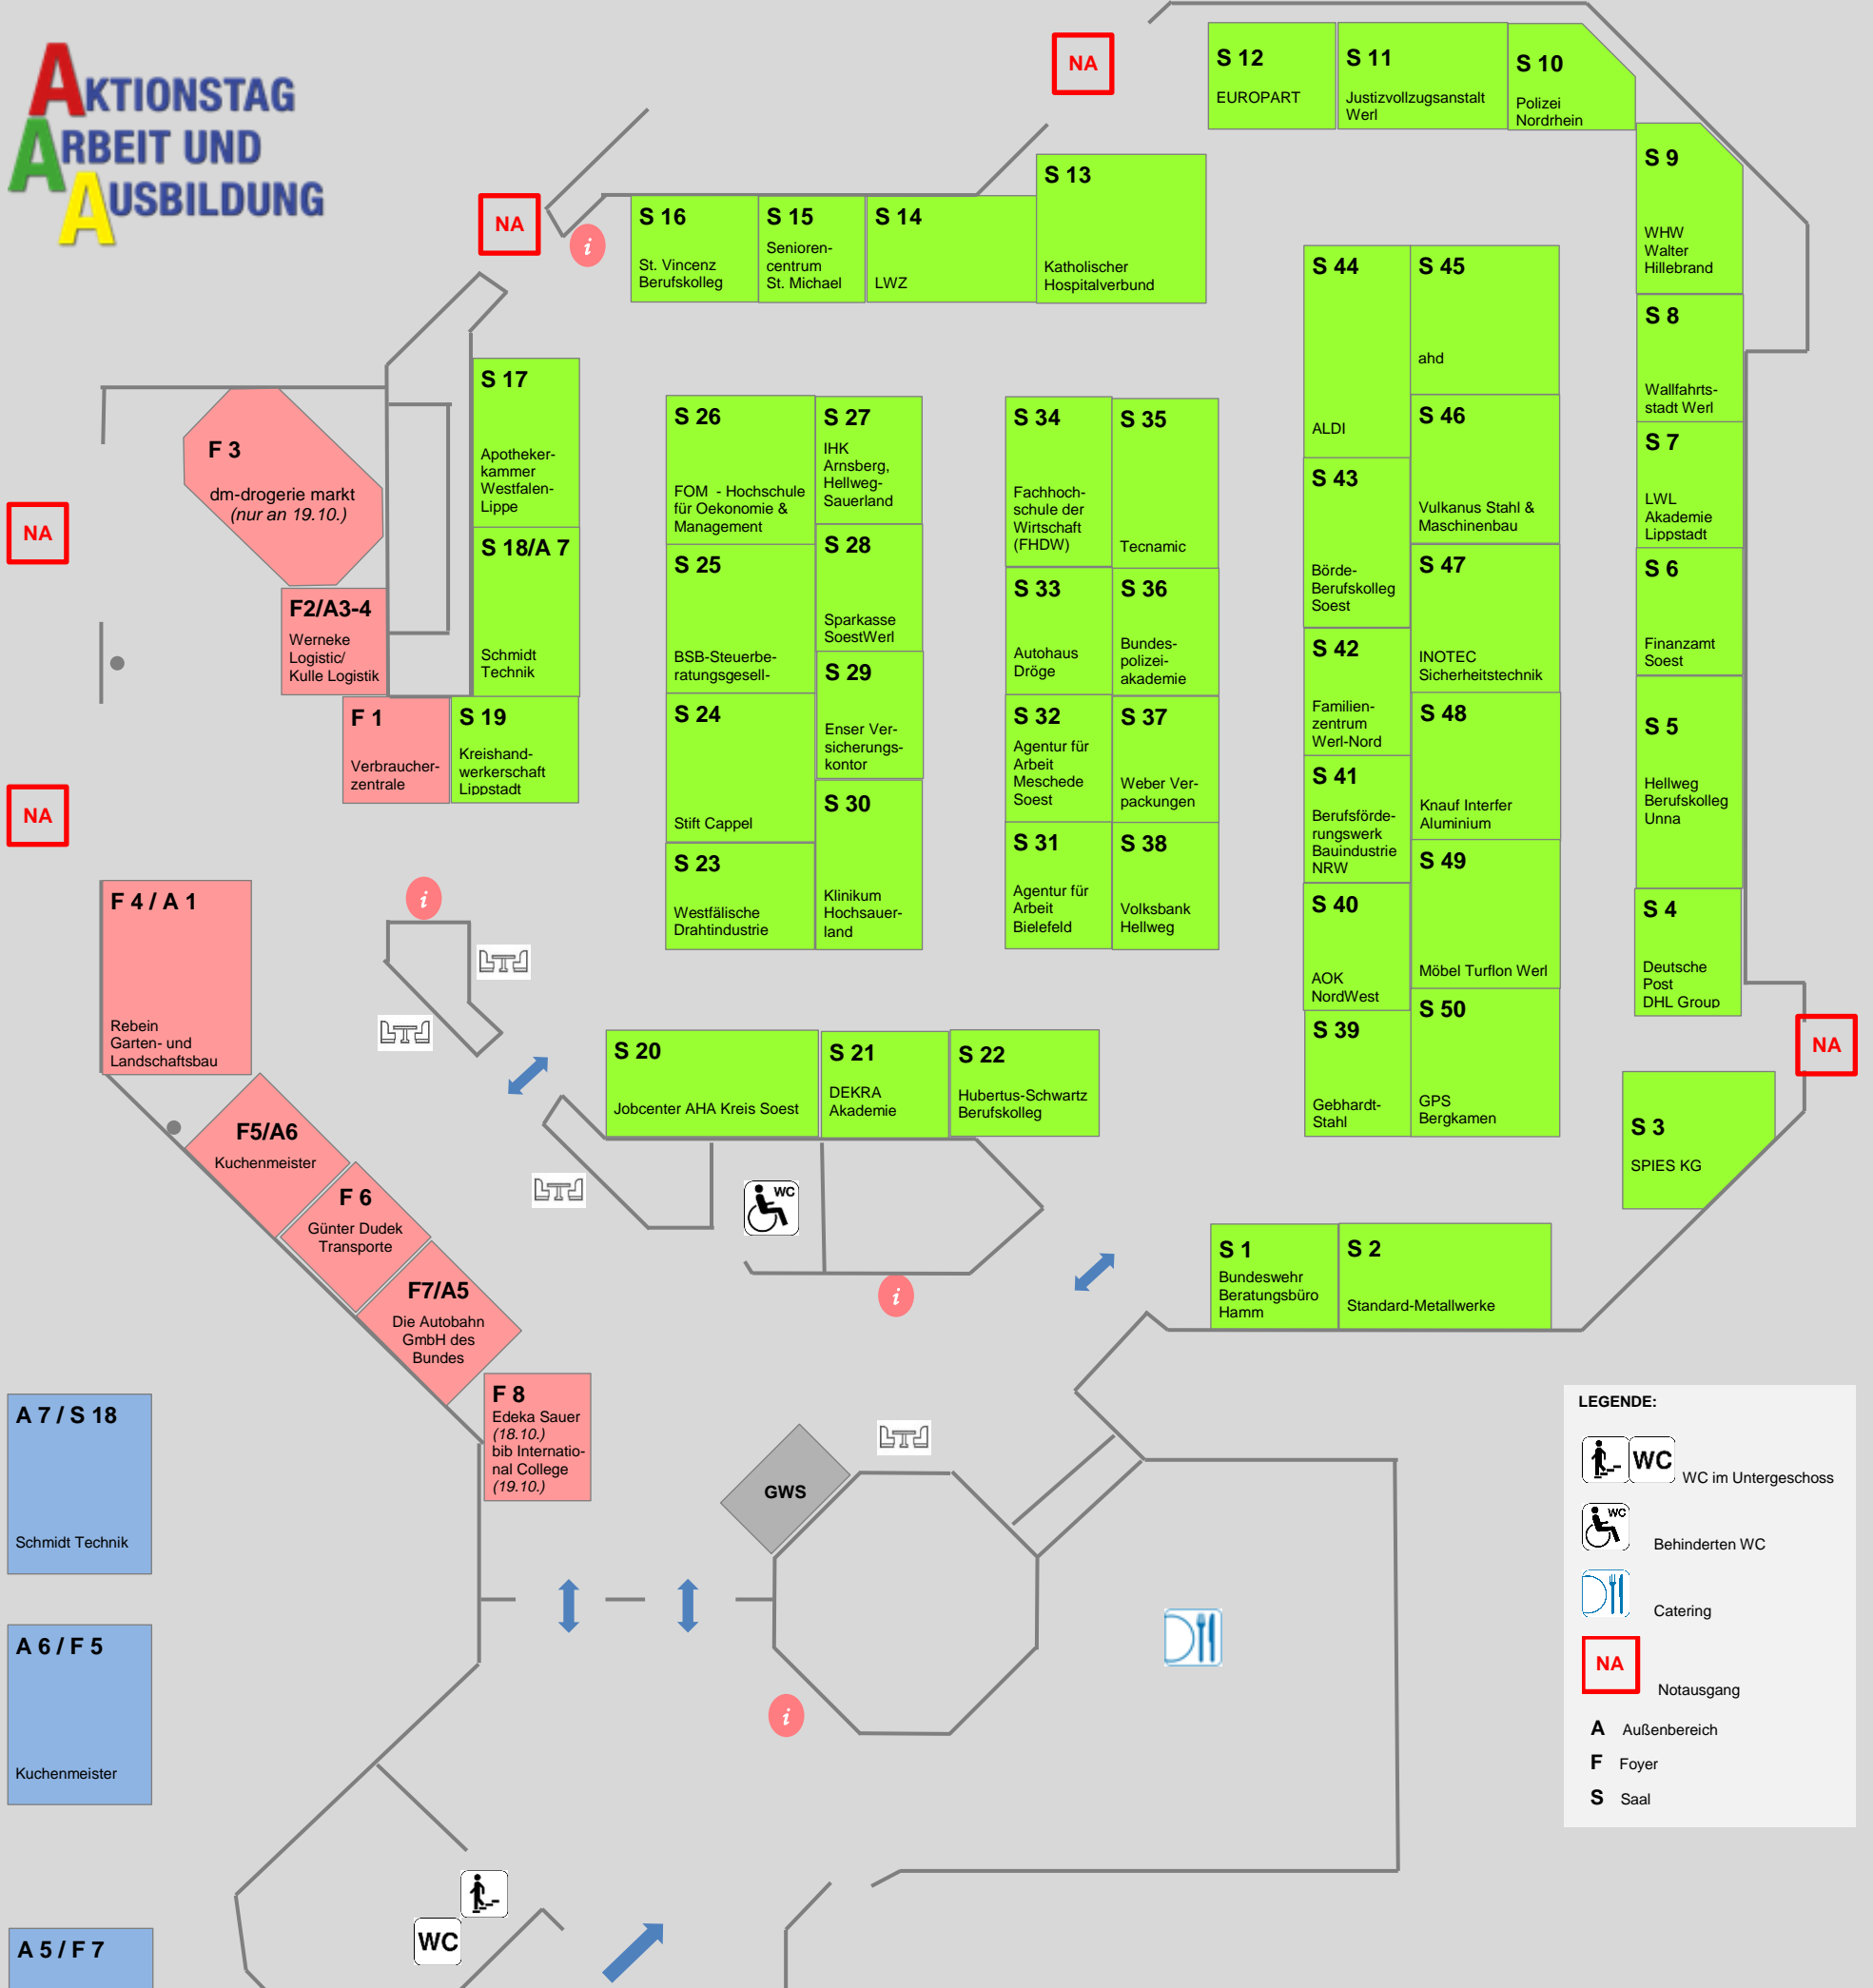 AKTIONSTAG
ARBEIT UND
AUSBILDUNG
NA
S 12
EUROPART
S 11
Justizvollzugsanstalt
Werl
S 10
Polizei
Nordrhein
S 9
WHW
Walter
Hillebrand
NA
i
S 16
St. Vincenz
Berufskolleg
S 15
Senioren-
centrum
St. Michael
S 14
LWZ
S 13
Katholischer
Hospitalverbund
S 44
ALDI
S 45
ahd
S 8
Wallfahrts-
stadt Werl
S 17
Apotheker-
kammer
Westfalen-
Lippe
F 3
dm-drogerie markt
(nur an 19.10.)
NA
S 26
FOM - Hochschule
für Oekonomie &
Management
S 27
IHK
Arnsberg,
Hellweg-
Sauerland
S 34
Fachhoch-
schule der
Wirtschaft
(FHDW)
S 35
Tecnamic
S 43
Börde-
Berufskolleg
Soest
S 46
Vulkanus Stahl &
Maschinenbau
S 7
LWL
Akademie
Lippstadt
S 18/A 7
Schmidt
Technik
F2/A3-4
Werneke
Logistic/
Kulle Logistik
S 25
BSB-Steuerbe-
ratungsgesell-
S 28
Sparkasse
SoestWerl
S 33
Autohaus
Dröge
S 36
Bundes-
polizei-
akademie
S 42
Familien-
zentrum
Werl-Nord
S 47
INOTEC
Sicherheitstechnik
S 6
Finanzamt
Soest
F 1
Verbraucher-
zentrale
S 19
Kreishand-
werkerschaft
Lippstadt
S 24
Stift Cappel
S 29
Enser Ver-
sicherungs-
kontor
S 32
Agentur für
Arbeit
Meschede
Soest
S 37
Weber Ver-
packungen
S 41
Berufsförde-
rungswerk
Bauindustrie
NRW
S 48
Knauf Interfer
Aluminium
S 5
Hellweg
Berufskolleg
Unna
NA
S 23
Westfälische
Drahtindustrie
S 30
Klinikum
Hochsauer-
land
S 31
Agentur für
Arbeit
Bielefeld
S 38
Volksbank
Hellweg
S 40
AOK
NordWest
S 49
Möbel Turflon Werl
S 4
Deutsche
Post
DHL Group
F 4 / A 1
Rebein
Garten- und
Landschaftsbau
i
S 20
Jobcenter AHA Kreis Soest
S 21
DEKRA
Akademie
S 22
Hubertus-Schwartz
Berufskolleg
S 39
Gebhardt-
Stahl
S 50
GPS
Bergkamen
NA
S 3
SPIES KG
F5/A6
Kuchenmeister
F 6
Günter Dudek
Transporte
F7/A5
Die Autobahn
GmbH des
Bundes
WC
i
S 1
Bundeswehr
Beratungsbüro
Hamm
S 2
Standard-Metallwerke
F 8
Edeka Sauer
(18.10.)
bib Internatio-
nal College
(19.10.)
GWS
A 7 / S 18
Schmidt Technik
A 6 / F 5
Kuchenmeister
i
WC
A 5 / F 7
LEGENDE:
WC WC im Untergeschoss
WC Behinderten WC
Catering
NA Notausgang
A Außenbereich
F Foyer
S Saal